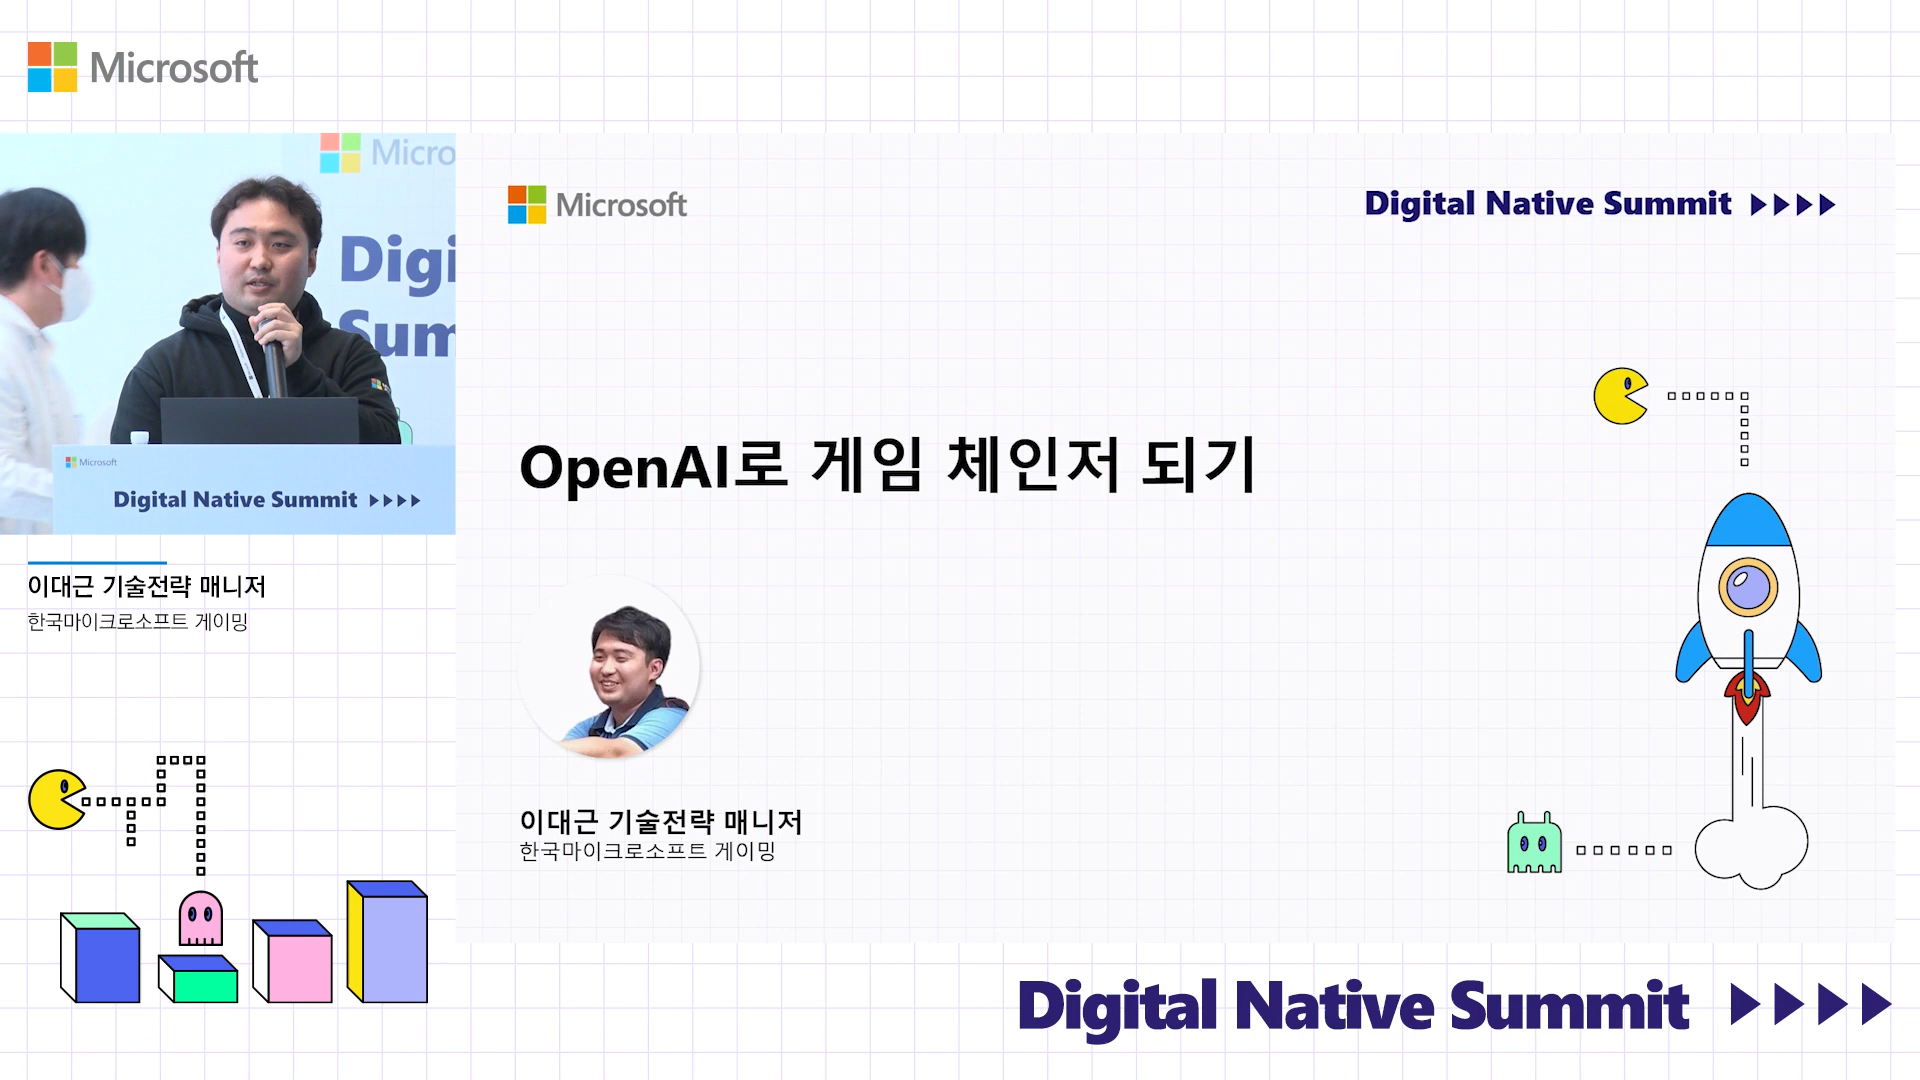 Microsoft
Micro
Digi
Sum
Microsoft
Digital Native Summit
이대근 기술전략 매니저
한국마이크로소프트 게이밍
Microsoft
Digital Native Summit
OpenAI로 게임 체인저 되기
이대근 기술전략 매니저
한국마이크로소프트 게이밍
Digital Native Summit